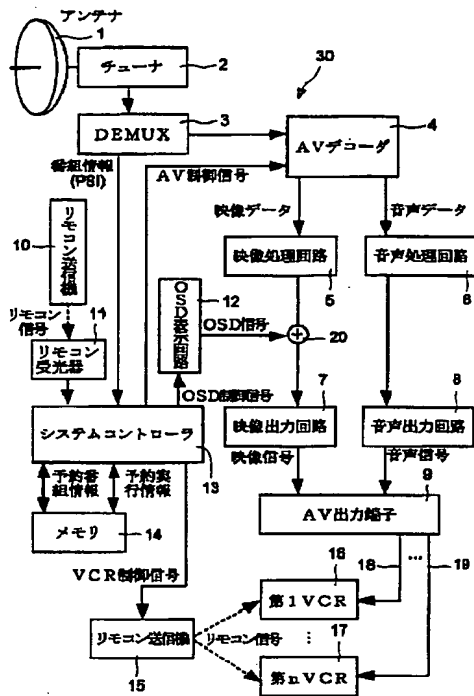 アンテナ
1
チューナ
2
30
DEMUX
3
AVデコーダ
4
番組情報
(PSI)
AV制御信号
映像データ
音声データ
リモコン送信機
10
映像処理回路
5
音声処理回路
6
OSD表示回路
12
OSD信号
20
リモコン
信号
11
リモコン
受光器
OSD制御信号
7
映像出力回路
8
音声出力回路
システムコントローラ
13
映像信号
音声信号
9
予約番
組情報
予約実
行情報
AV出力端子
メモリ
14
18
…
19
VCR制御信号
16
第1VCR
リモコン送信機
15
リモコン信号
⋮
17
第nVCR